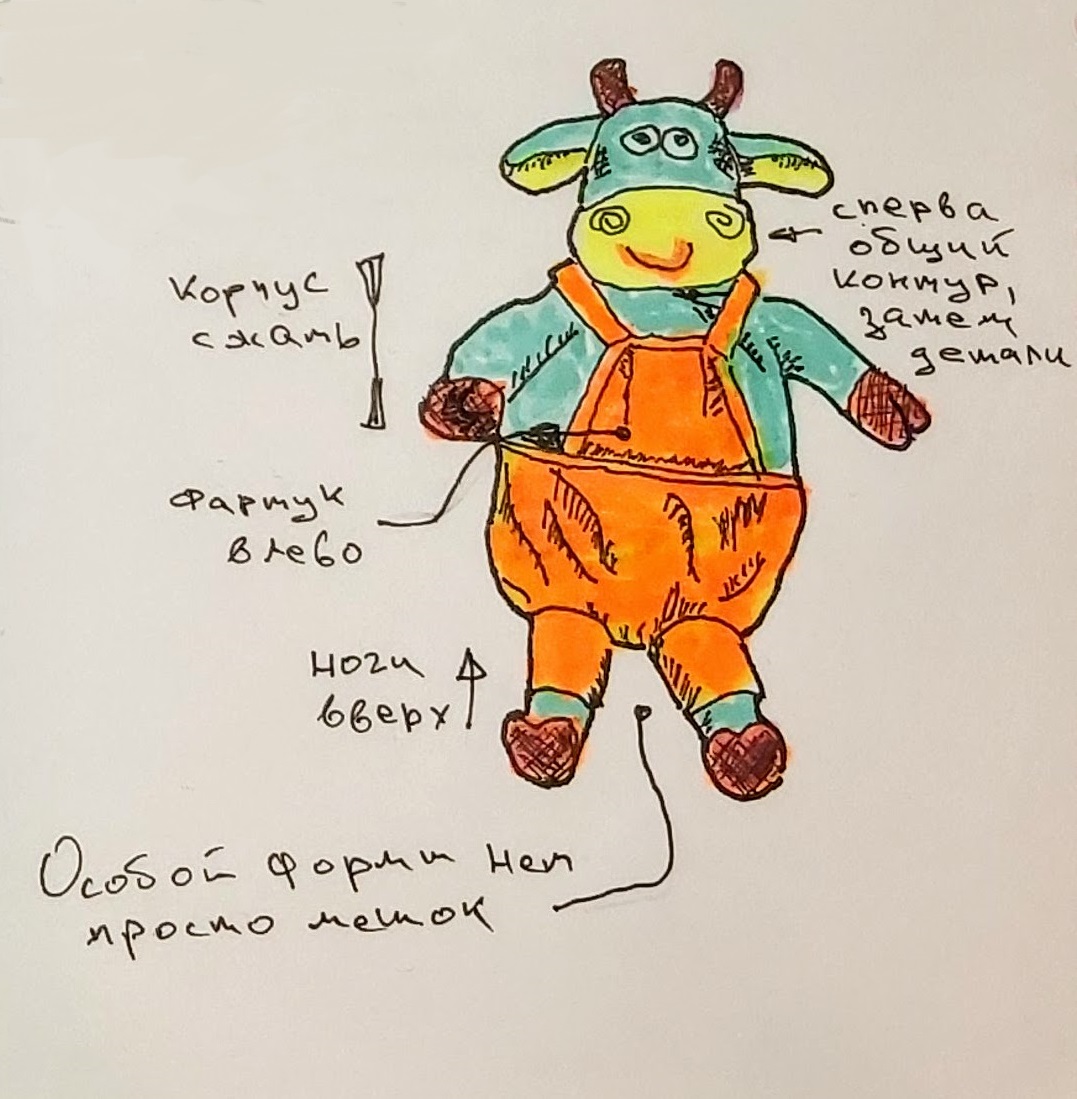 сперва
общий
контур,
затем
детали
Корпус
сжать
Фартук
влево
ноги
вверх
Особой формы нет
просто мешок